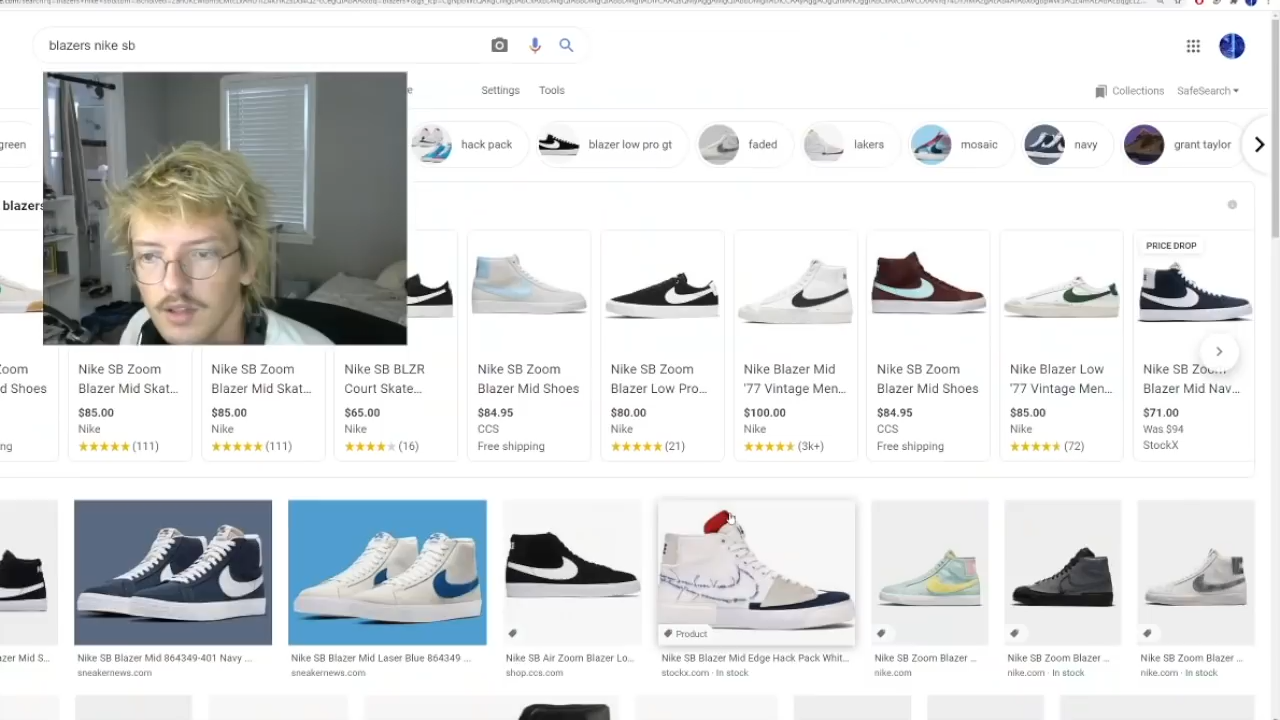 blazers nike sb
Settings
Tools
Collections
SafeSearch
green
hack pack
blazer low pro gt
faded
lakers
mosaic
navy
grant taylor
blazers
PRICE DROP
d Shoes
Nike SB Zoom
Blazer Mid Skat...
$85.00
Nike
(111)
Nike SB Zoom
Blazer Mid Skat...
$85.00
Nike
(111)
Nike SB BLZR
Court Skate...
$65.00
Nike
(16)
Nike SB Zoom
Blazer Mid Shoes
$84.95
CCS
Free shipping
Nike SB Zoom
Blazer Low Pro...
$80.00
Nike
(21)
Nike Blazer Mid
'77 Vintage Men...
$100.00
Nike
(3k+)
Nike SB Zoom
Blazer Mid Shoes
$84.95
CCS
Free shipping
Nike Blazer Low
'77 Vintage Men...
$85.00
Nike
(72)
Nike SB Zoom
Blazer Mid Nav...
$71.00
Was $94
StockX
Product
zer Mid S...
Nike SB Blazer Mid 864349-401 Navy ...
sneakernews.com
Nike SB Blazer Mid Laser Blue 864349 ...
sneakernews.com
Nike SB Air Zoom Blazer Lo...
shop.ccs.com
Nike SB Blazer Mid Edge Hack Pack Whit...
stockx.com · In stock
Nike SB Zoom Blazer ...
nike.com
Nike SB Zoom Blazer ...
nike.com · In stock
Nike SB Zoom Blazer ...
nike.com · In stock